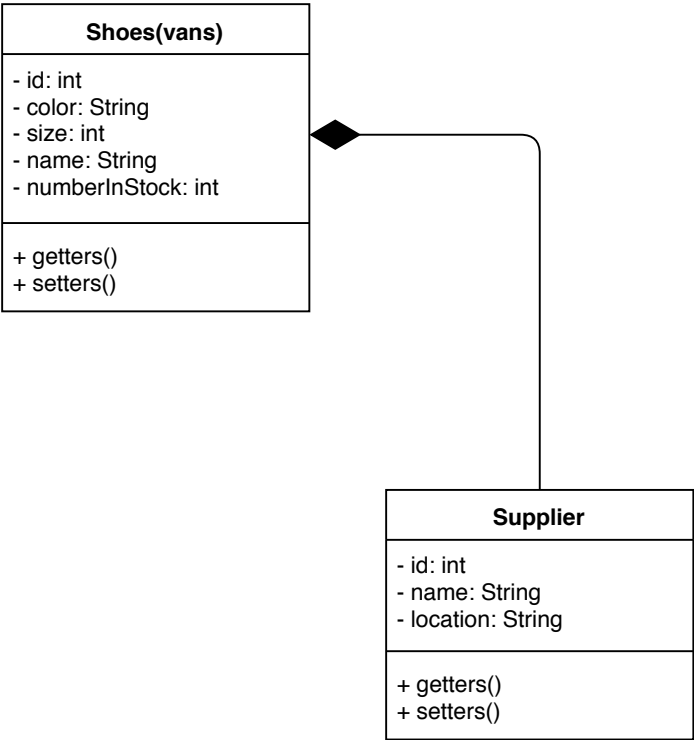 Shoes(vans)
- id: int
- color: String
- size: int
- name: String
- numberInStock: int
+ getters()
+ setters()
Supplier
- id: int
- name: String
- location: String
+ getters()
+ setters()